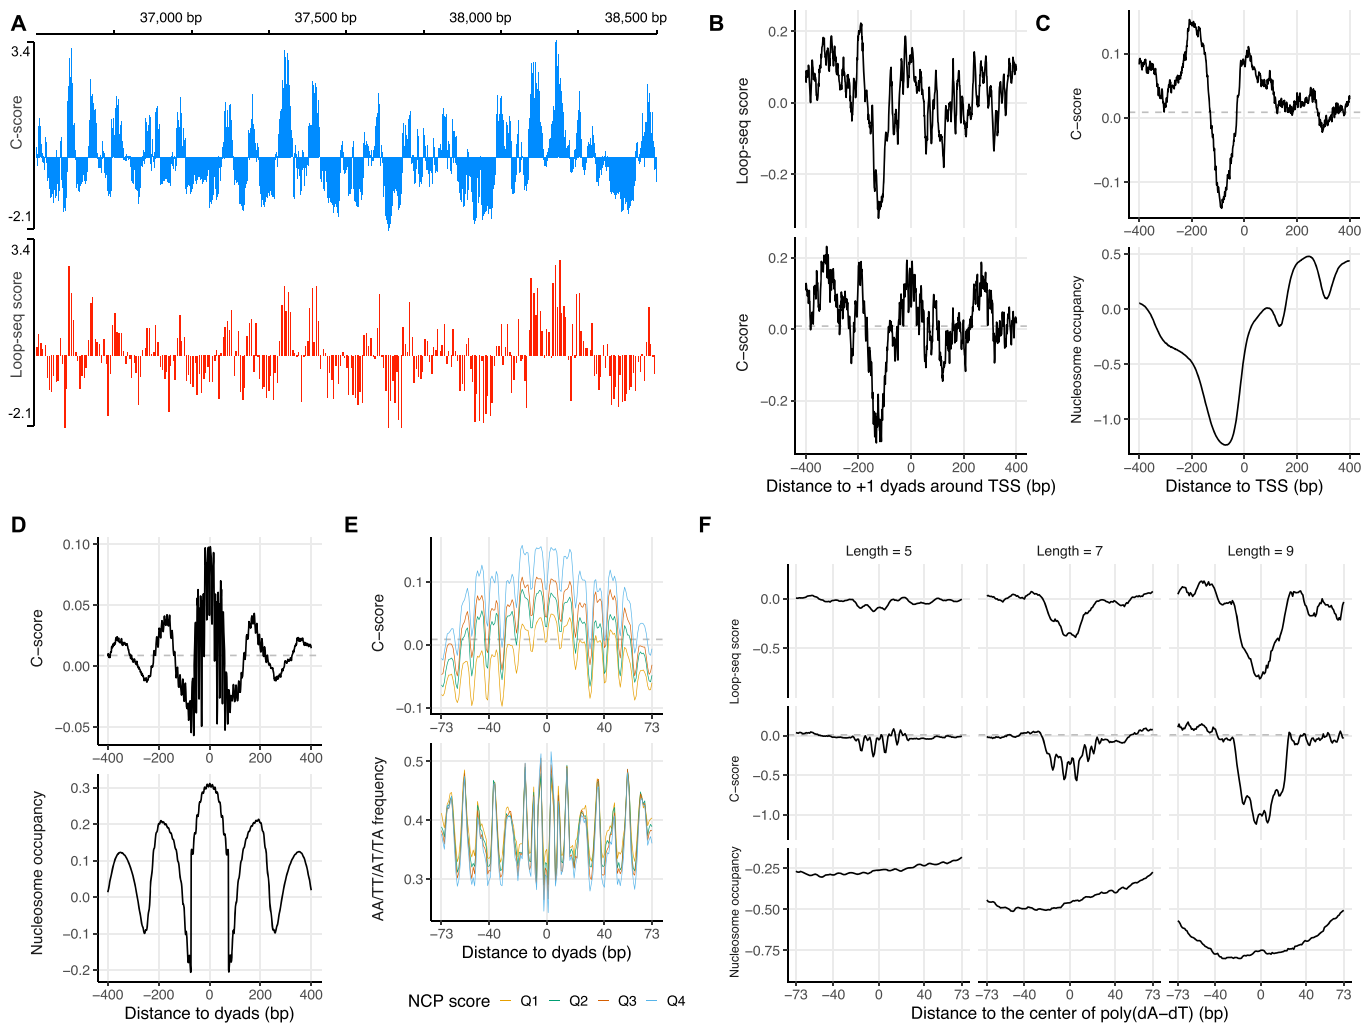 A
37,000 bp
37,500 bp
38,000 bp
38,500 bp
3.4
C-score
-2.1
3.4
Loop-seq score
-2.1
B
0.2
0.0
−0.2
Loop-seq score
0.2
0.0
−0.2
C−score
−400 −200 0 200 400
Distance to +1 dyads around TSS (bp)
C
0.1
0.0
−0.1
C−score
−400 −200 0 200 400
0.5
0.0
−0.5
−1.0
Nucleosome occupancy
−400 −200 0 200 400
Distance to TSS (bp)
D
0.10
0.05
0.00
−0.05
C−score
−400 −200 0 200 400
0.3
0.2
0.1
0.0
−0.1
−0.2
Nucleosome occupancy
−400 −200 0 200 400
Distance to dyads (bp)
E
0.1
0.0
−0.1
C−score
−73 −40 0 40 73
0.5
0.4
0.3
AA/TT/AT/TA frequency
−73 −40 0 40 73
Distance to dyads (bp)
NCP score Q1 Q2 Q3 Q4
F
Length = 5 Length = 7 Length = 9
0.0
−0.5
Loop−seq score
0.0
−0.5
−1.0
C−score
−0.25
−0.50
−0.75
Nucleosome occupancy
−73 −40 0 40 73 −73 −40 0 40 73 −73 −40 0 40 73
Distance to the center of poly(dA−dT) (bp)